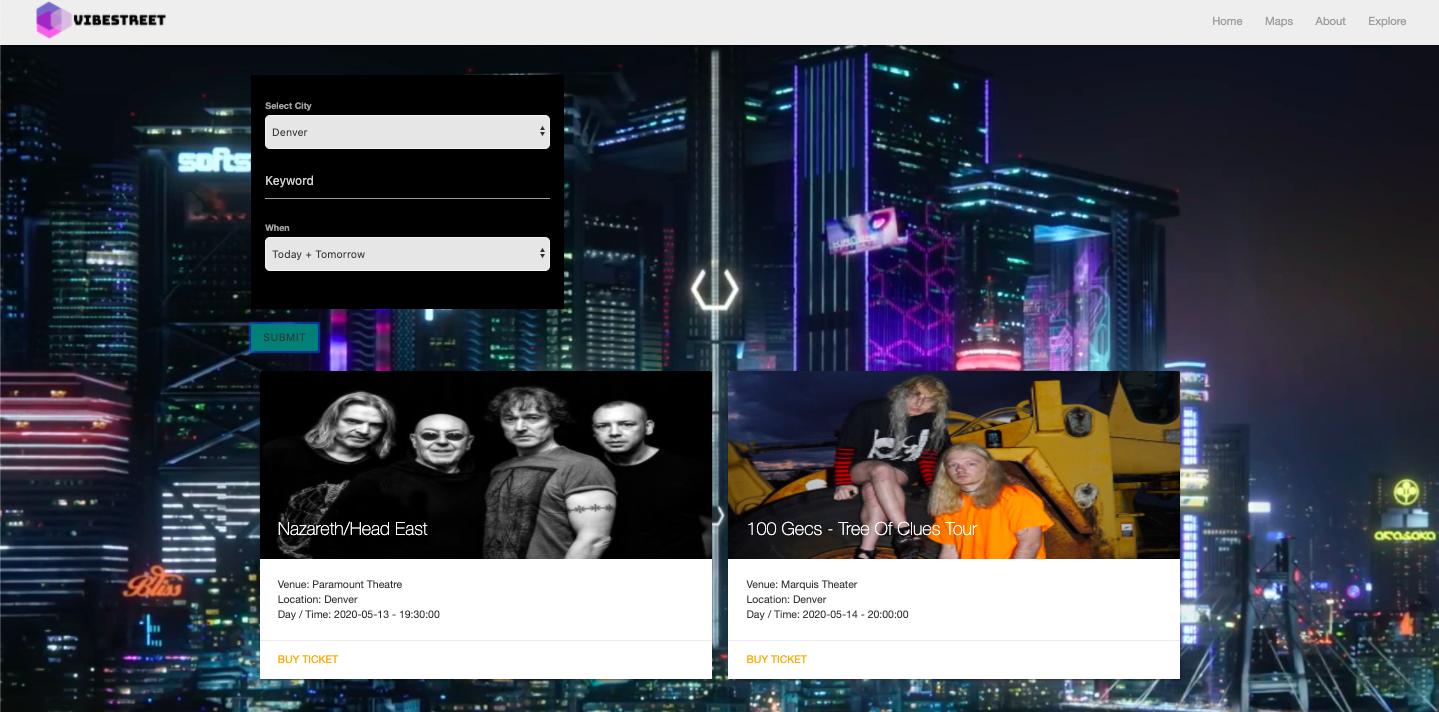 VIBESTREET
Home Maps About Explore
Select City
Denver
softs
Keyword
When
Today + Tomorrow
SUBMIT
Nazareth/Head East
100 Gecs - Tree Of Clues Tour
Venue: Paramount Theatre
Location: Denver
Day / Time: 2020-05-13 - 19:30:00
BUY TICKET
Venue: Marquis Theater
Location: Denver
Day / Time: 2020-05-14 - 20:00:00
BUY TICKET
Bliss
arasaka